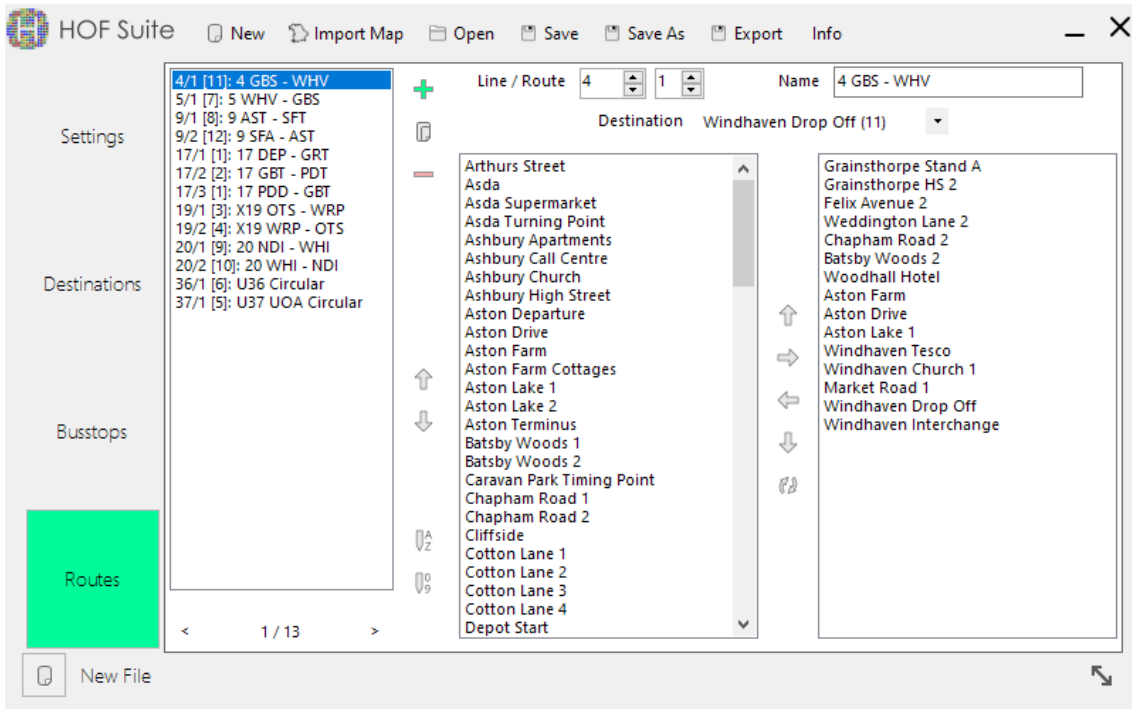 HOF Suite
New
Import Map
Open
Save
Save As
Export
Info
Settings
Destinations
Busstops
Routes
4/1 [11]: 4 GBS - WHV
5/1 [7]: 5 WHV - GBS
9/1 [8]: 9 AST - SFT
9/2 [12]: 9 SFA - AST
17/1 [1]: 17 DEP - GRT
17/2 [2]: 17 GBT - PDT
17/3 [1]: 17 PDD - GBT
19/1 [3]: X19 OTS - WRP
19/2 [4]: X19 WRP - OTS
20/1 [9]: 20 NDI - WHI
20/2 [10]: 20 WHI - NDI
36/1 [6]: U36 Circular
37/1 [5]: U37 UOA Circular
< 1 / 13 >
Line / Route 4 1
Name 4 GBS - WHV
Destination Windhaven Drop Off (11)
Arthurs Street
Asda
Asda Supermarket
Asda Turning Point
Ashbury Apartments
Ashbury Call Centre
Ashbury Church
Ashbury High Street
Aston Departure
Aston Drive
Aston Farm
Aston Farm Cottages
Aston Lake 1
Aston Lake 2
Aston Terminus
Batsby Woods 1
Batsby Woods 2
Caravan Park Timing Point
Chapham Road 1
Chapham Road 2
Cliffside
Cotton Lane 1
Cotton Lane 2
Cotton Lane 3
Cotton Lane 4
Depot Start
A
Z
0
9
Grainsthorpe Stand A
Grainsthorpe HS 2
Felix Avenue 2
Weddington Lane 2
Chapham Road 2
Batsby Woods 2
Woodhall Hotel
Aston Farm
Aston Drive
Aston Lake 1
Windhaven Tesco
Windhaven Church 1
Market Road 1
Windhaven Drop Off
Windhaven Interchange
New File